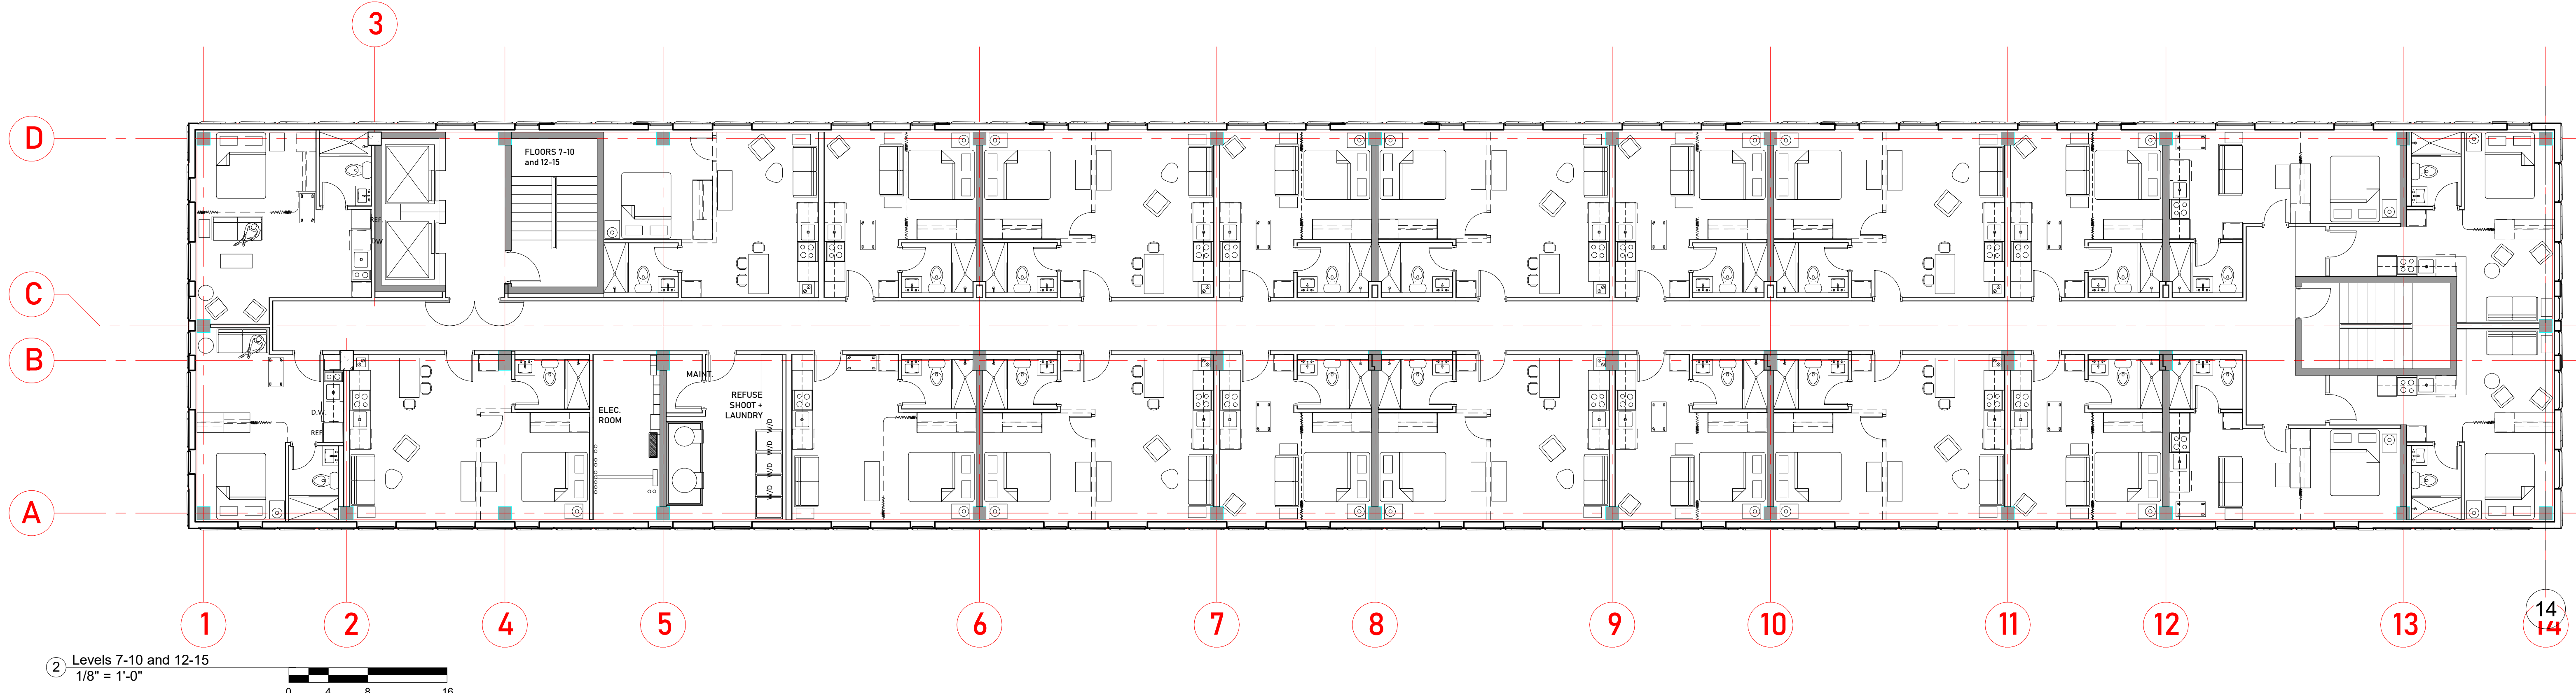 3
D
FLOORS 7-10
and 12-15
REF.
DW
C
B
MAINT.
D.W.
REF.
ELEC.
ROOM
REFUSE
SHOOT +
LAUNDRY
W/D
W/D
W/D
W/D
A
1
2
4
5
6
7
8
9
10
11
12
13
14
14
2
Levels 7-10 and 12-15
1/8" = 1'-0"
0 4 8 16